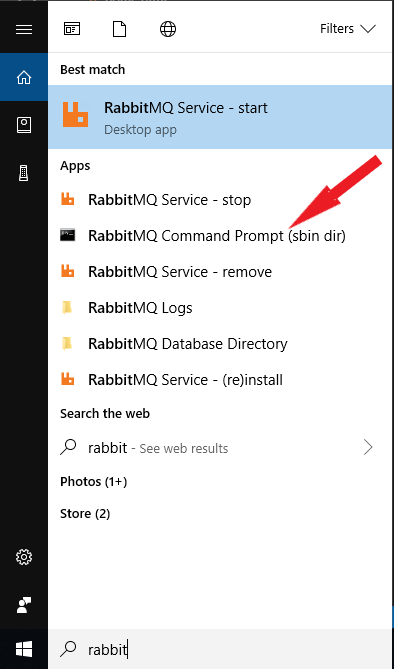 Filters
Best match
RabbitMQ Service - start
Desktop app
Apps
RabbitMQ Service - stop
RabbitMQ Command Prompt (sbin dir)
RabbitMQ Service - remove
RabbitMQ Logs
RabbitMQ Database Directory
RabbitMQ Service - (re)install
Search the web
rabbit - See web results
Photos (1+)
Store (2)
rabbit